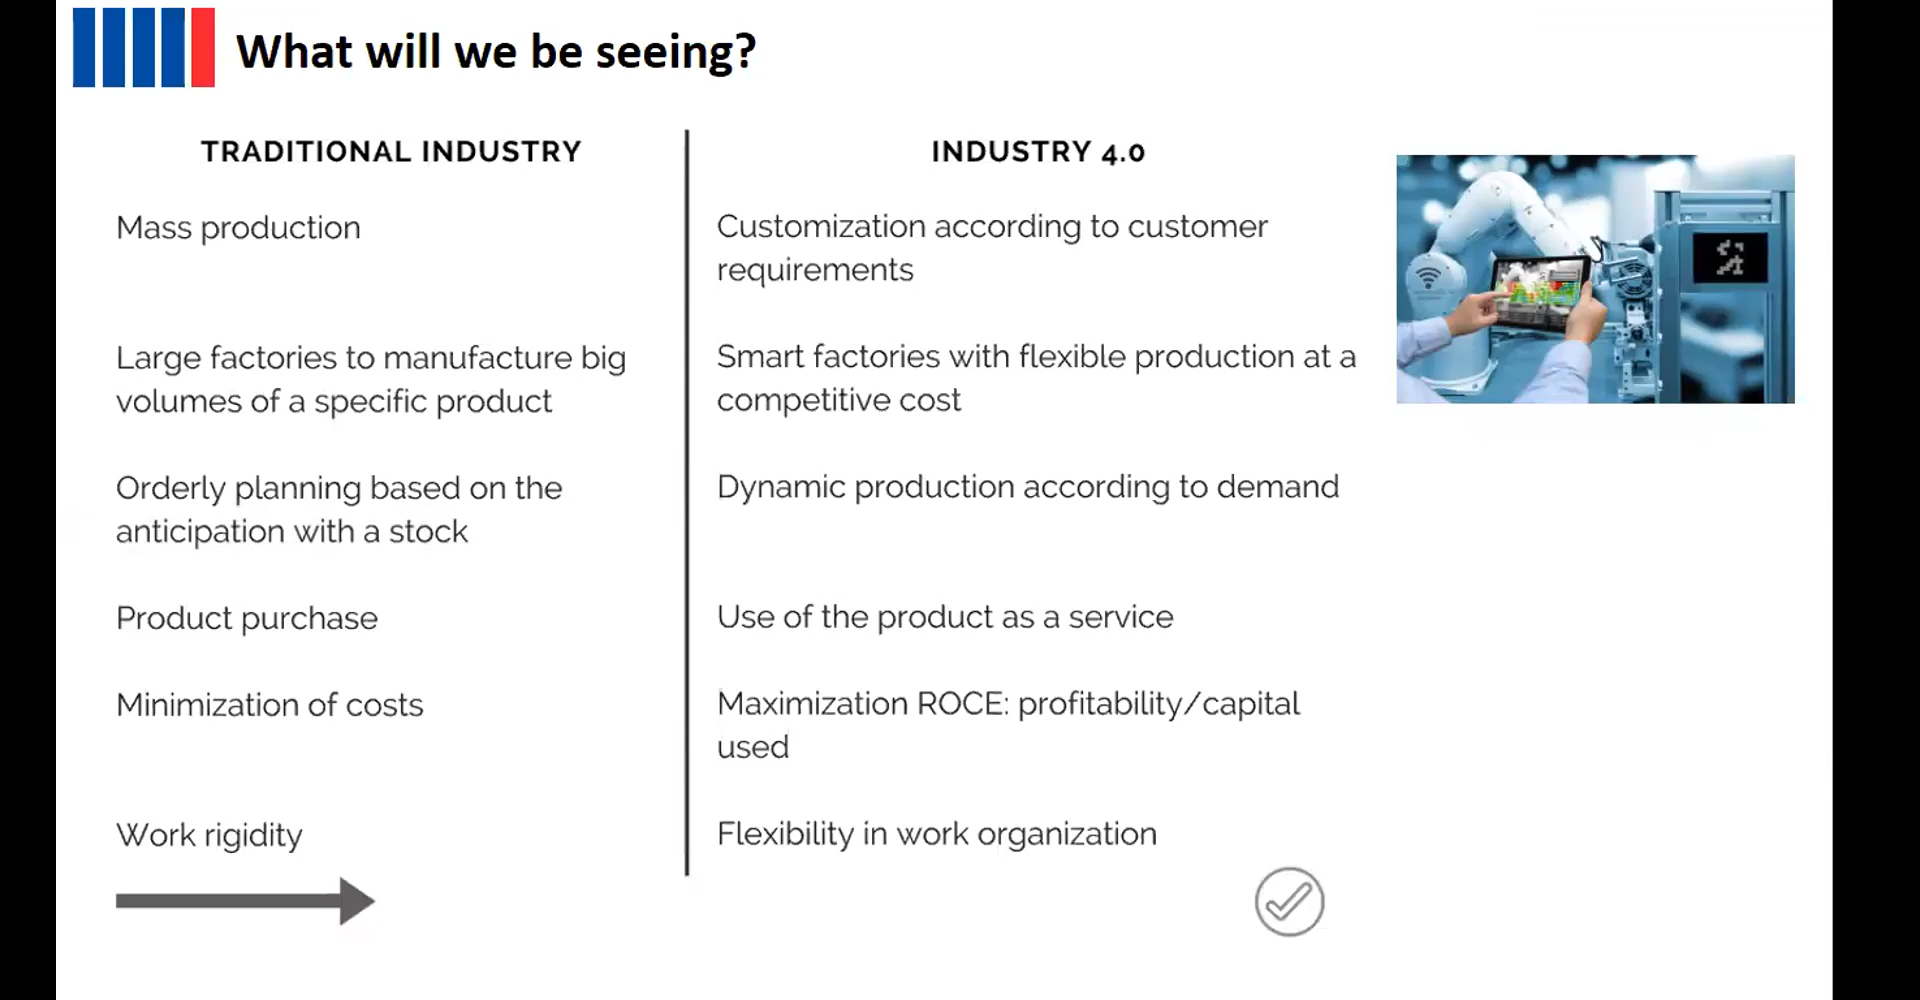 What will we be seeing?
TRADITIONAL INDUSTRY
Mass production
Large factories to manufacture big
volumes of a specific product
Orderly planning based on the
anticipation with a stock
Product purchase
Minimization of costs
Work rigidity
INDUSTRY 4.0
Customization according to customer
requirements
Smart factories with flexible production at a
competitive cost
Dynamic production according to demand
Use of the product as a service
Maximization ROCE: profitability/capital
used
Flexibility in work organization